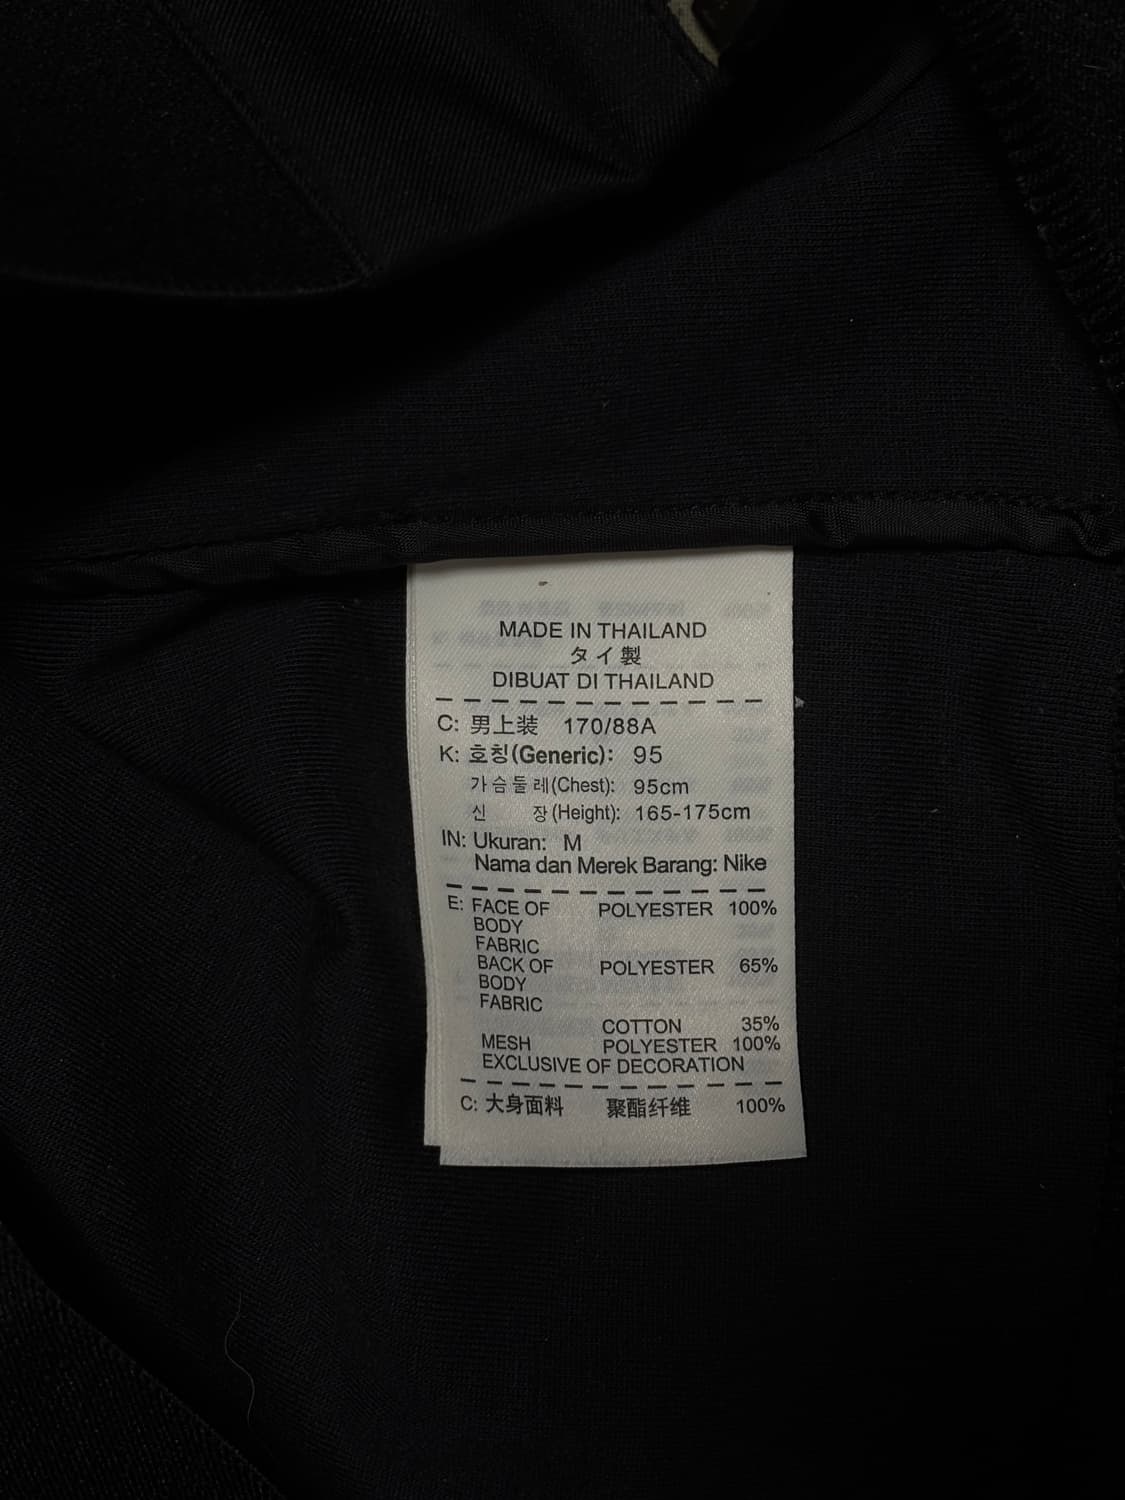 MADE IN THAILAND
タイ製
DIBUAT DI THAILAND
C: 男上装 170/88A
K: 호칭(Generic): 95
가슴둘레(Chest): 95cm
신 장(Height): 165-175cm
IN: Ukuran: M
Nama dan Merek Barang: Nike
E: FACE OF POLYESTER 100%
BODY
FABRIC
BACK OF POLYESTER 65%
BODY
FABRIC
COTTON 35%
MESH POLYESTER 100%
EXCLUSIVE OF DECORATION
C: 大身面料 聚酯纤维 100%